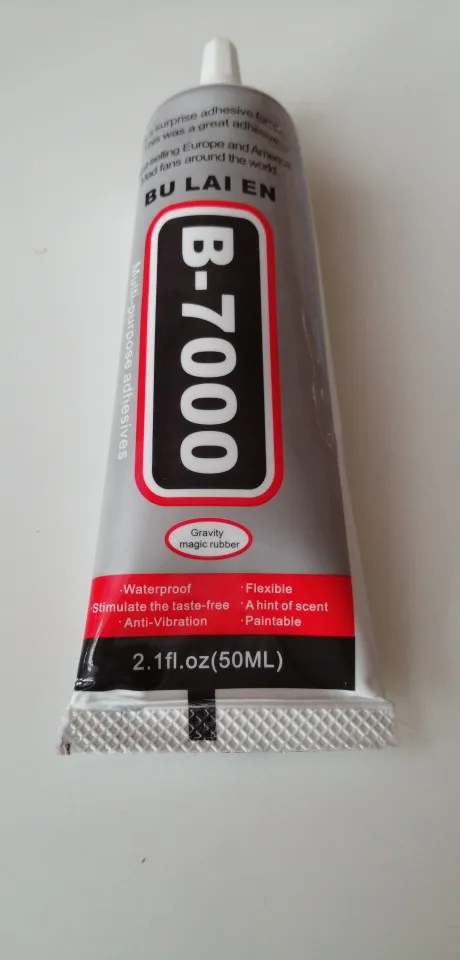 a surprise adhesive
was a great adhesive
selling Europe and America
fans around the world
BU LAI EN
B-7000
Multi-purpose adhesives
Gravity
magic rubber
·Waterproof ·Flexible
·Stimulate the taste-free ·A hint of scent
·Anti-Vibration ·Paintable
2.1fl.oz(50ML)